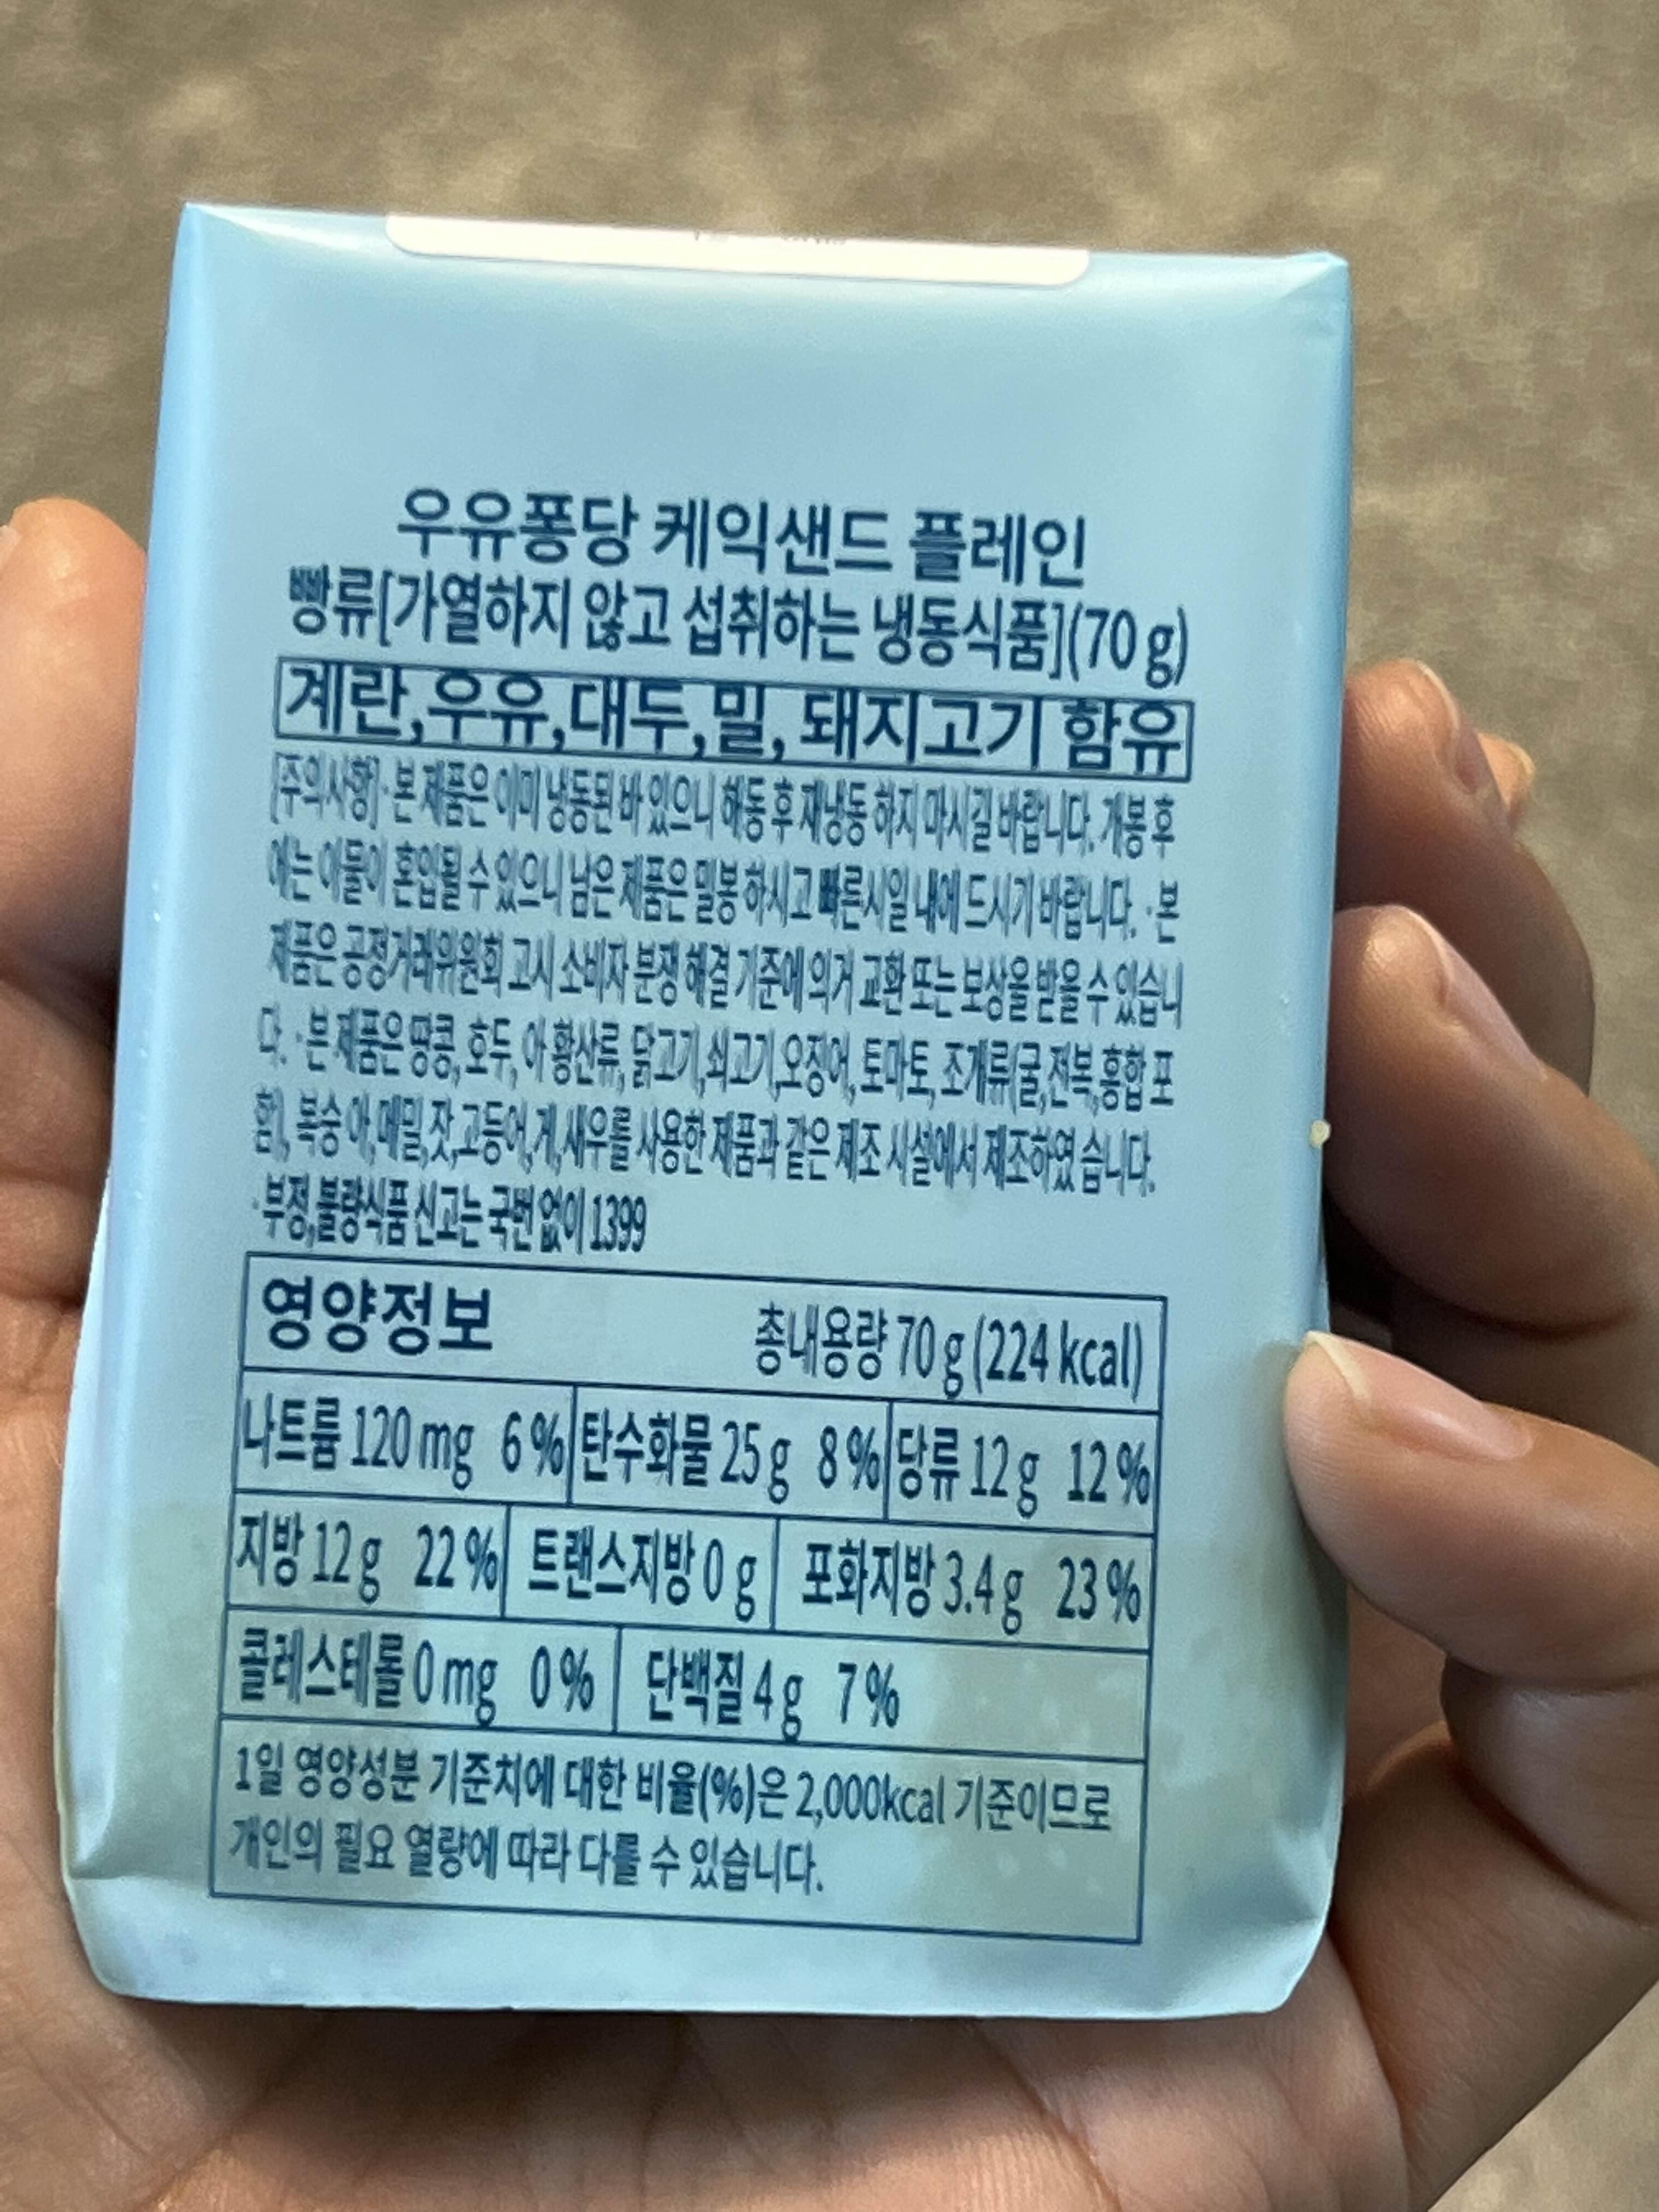 우유퐁당 케익샌드 플레인
빵류[가열하지 않고 섭취하는 냉동식품](70 g)
계란,우유,대두,밀, 돼지고기 함유
[주의사항]·본 제품은 이미 냉동된 바 있으니 해동 후 재냉동 하지 마시길 바랍니다. 개봉 후
에는 이물이 혼입될 수 있으니 남은 제품은 밀봉 하시고 빠른시일 내에 드시기 바랍니다. ·본
제품은 공정거래위원회 고시 소비자 분쟁 해결 기준에 의거 교환 또는 보상을 받을 수 있습니
다. ·본 제품은 땅콩, 호두, 아 황산류, 닭고기,쇠고기,오징어, 토마토, 조개류(굴,전복,홍합 포
함), 복숭 아,메밀,잣,고등어,게,새우를 사용한 제품과 같은 제조 시설에서 제조하였 습니다.
·부정,불량식품 신고는 국번 없이 1399
영양정보 총내용량 70 g (224 kcal)
나트륨 120 mg 6 % 탄수화물 25 g 8 % 당류 12 g 12 %
지방 12 g 22 % 트랜스지방 0 g 포화지방 3.4 g 23 %
콜레스테롤 0 mg 0 % 단백질 4 g 7 %
1일 영양성분 기준치에 대한 비율(%)은 2,000kcal 기준이므로
개인의 필요 열량에 따라 다를 수 있습니다.